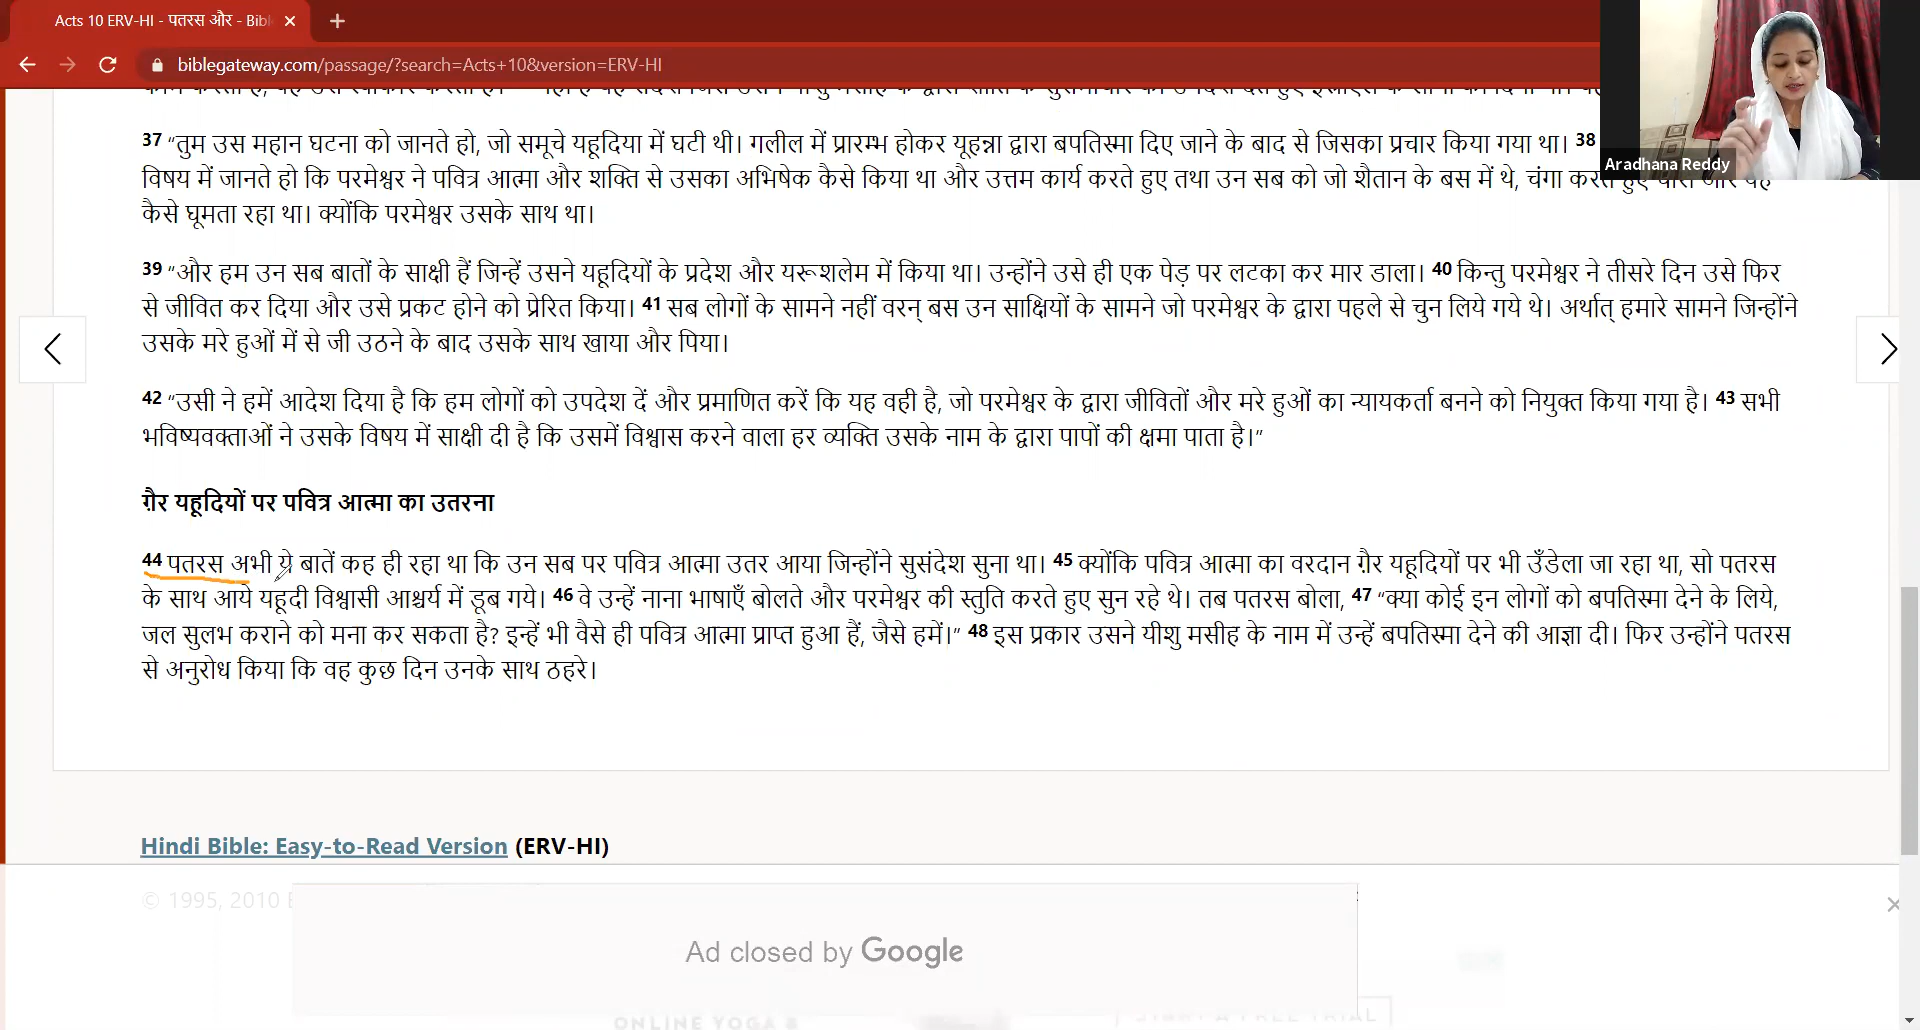 Acts 10 ERV-HI - पतरस और - Bib
biblegateway.com/passage/?search=Acts+10&version=ERV-HI
Aradhana Reddy
37 “तुम उस महान घटना को जानते हो, जो समूचे यहूदिया में घटी थी। गलील में प्रारम्भ होकर यूहन्ना द्वारा बपतिस्मा दिए जाने के बाद से जिसका प्रचार किया गया था। 38
विषय में जानते हो कि परमेश्वर ने पवित्र आत्मा और शक्ति से उसका अभिषेक कैसे किया था और उत्तम कार्य करते हुए तथा उन सब को जो शैतान के बस में थे, चंगा करते हुए चारों ओर वह
कैसे घूमता रहा था। क्योंकि परमेश्वर उसके साथ था।
39 “और हम उन सब बातों के साक्षी हैं जिन्हें उसने यहूदियों के प्रदेश और यरूशलेम में किया था। उन्होंने उसे ही एक पेड़ पर लटका कर मार डाला। 40 किन्तु परमेश्वर ने तीसरे दिन उसे फिर
से जीवित कर दिया और उसे प्रकट होने को प्रेरित किया। 41 सब लोगों के सामने नहीं वरन् बस उन साक्षियों के सामने जो परमेश्वर के द्वारा पहले से चुन लिये गये थे। अर्थात् हमारे सामने जिन्होंने
उसके मरे हुओं में से जी उठने के बाद उसके साथ खाया और पिया।
42 “उसी ने हमें आदेश दिया है कि हम लोगों को उपदेश दें और प्रमाणित करें कि यह वही है, जो परमेश्वर के द्वारा जीवितों और मरे हुओं का न्यायकर्ता बनने को नियुक्त किया गया है। 43 सभी
भविष्यवक्ताओं ने उसके विषय में साक्षी दी है कि उसमें विश्वास करने वाला हर व्यक्ति उसके नाम के द्वारा पापों की क्षमा पाता है।”
ग़ैर यहूदियों पर पवित्र आत्मा का उतरना
44 पतरस अभी ये बातें कह ही रहा था कि उन सब पर पवित्र आत्मा उतर आया जिन्होंने सुसंदेश सुना था। 45 क्योंकि पवित्र आत्मा का वरदान ग़ैर यहूदियों पर भी उँडेला जा रहा था, सो पतरस
के साथ आये यहूदी विश्वासी आश्चर्य में डूब गये। 46 वे उन्हें नाना भाषाएँ बोलते और परमेश्वर की स्तुति करते हुए सुन रहे थे। तब पतरस बोला, 47 “क्या कोई इन लोगों को बपतिस्मा देने के लिये,
जल सुलभ कराने को मना कर सकता है? इन्हें भी वैसे ही पवित्र आत्मा प्राप्त हुआ हैं, जैसे हमें।” 48 इस प्रकार उसने यीशु मसीह के नाम में उन्हें बपतिस्मा देने की आज्ञा दी। फिर उन्होंने पतरस
से अनुरोध किया कि वह कुछ दिन उनके साथ ठहरे।
Hindi Bible: Easy-to-Read Version (ERV-HI)
© 1995, 2010
Ad closed by Google
ONLINE YOGA &
START A FREE TRIAL